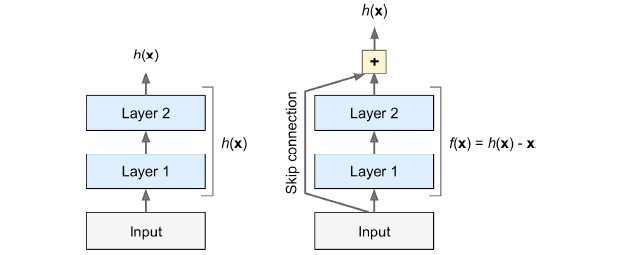 h(x)
Layer 2
Layer 1
h(x)
Input
h(x)
+
Skip connection
Layer 2
Layer 1
f(x) = h(x) - x
Input